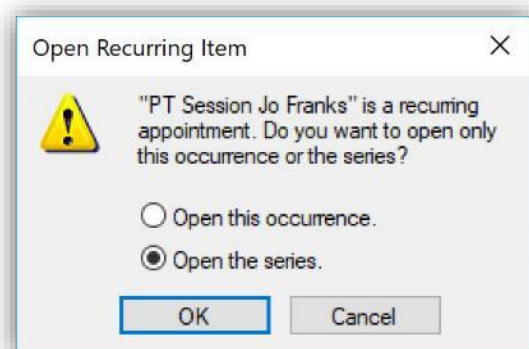 Open Recurring Item
"PT Session Jo Franks" is a recurring
appointment. Do you want to open only
this occurrence or the series?
Open this occurrence.
Open the series.
OK
Cancel